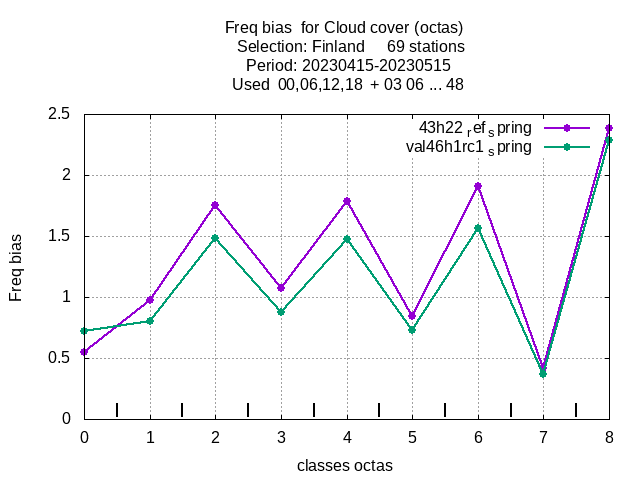 Freq bias  for Cloud cover (octas)
Selection: Finland     69 stations
Period: 20230415-20230515
Used  00,06,12,18  + 03 06 ... 48
43h22 ref spring
val46h1rc1 spring
2.5
2
1.5
1
0.5
0
Freq bias
0 1 2 3 4 5 6 7 8
classes octas